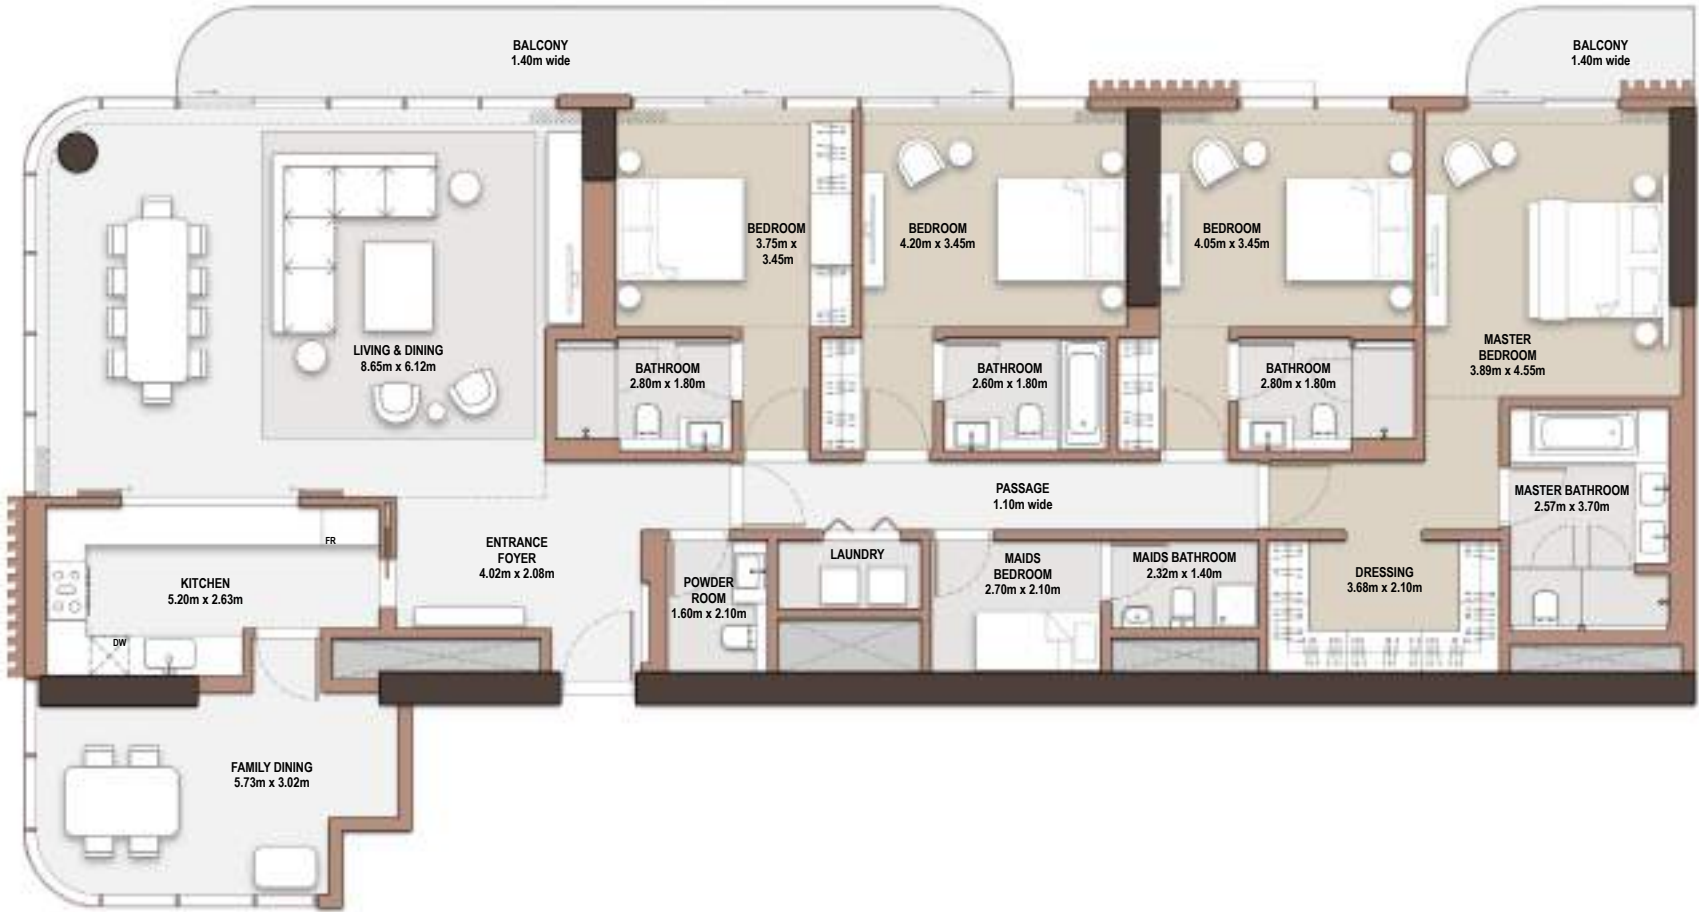 BALCONY
1.40m wide
BALCONY
1.40m wide
BEDROOM
3.75m x
3.45m
BEDROOM
4.20m x 3.45m
BEDROOM
4.05m x 3.45m
LIVING & DINING
8.65m x 6.12m
MASTER
BEDROOM
3.89m x 4.55m
BATHROOM
2.80m x 1.80m
BATHROOM
2.60m x 1.80m
BATHROOM
2.80m x 1.80m
PASSAGE
1.10m wide
MASTER BATHROOM
2.57m x 3.70m
FR
ENTRANCE
FOYER
4.02m x 2.08m
KITCHEN
5.20m x 2.63m
POWDER
ROOM
1.60m x 2.10m
LAUNDRY
MAIDS
BEDROOM
2.70m x 2.10m
MAIDS BATHROOM
2.32m x 1.40m
DRESSING
3.68m x 2.10m
DW
FAMILY DINING
5.73m x 3.02m